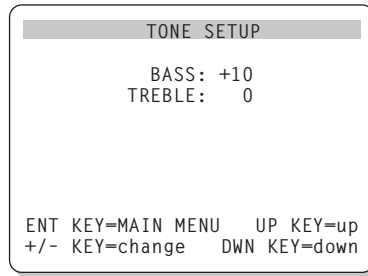 TONE SETUP
BASS: +10
TREBLE: 0
ENT KEY=MAIN MENU UP KEY=up
+/- KEY=change DWN KEY=down